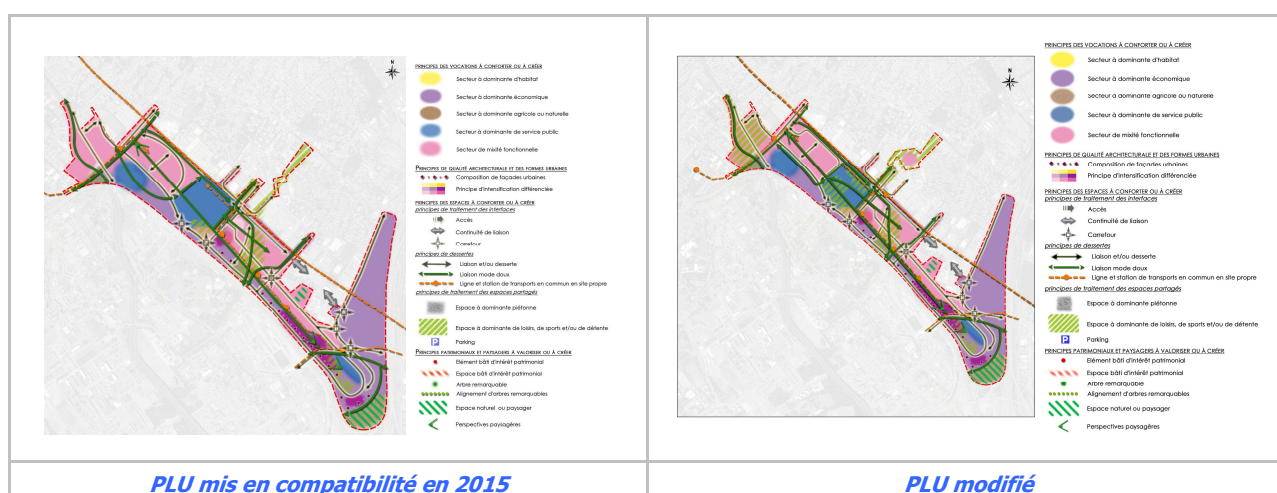 N
PRINCIPES DES VOCATIONS À CONFORTER OU À CRÉER
Secteur à dominante d'habitat
Secteur à dominante économique
Secteur à dominante agricole ou naturelle
Secteur à dominante de service public
Secteur de mixité fonctionnelle
PRINCIPES DE QUALITÉ ARCHITECTURALE ET DES FORMES URBAINES
Composition de façades urbaines
Principe d'intensification différenciée
PRINCIPES DES ESPACES À CONFORTER OU À CRÉER
principes de traitement des interfaces
Accès
Continuité de liaison
Carrefour
principes de dessertes
Liaison et/ou desserte
Liaison mode doux
Ligne et station de transports en commun en site propre
principes de traitement des espaces partagés
Espace à dominante piétonne
Espace à dominante de loisirs, de sports et/ou de détente
P Parking
PRINCIPES PATRIMONIAUX ET PAYSAGERS À VALORISER OU À CRÉER
Elément bâti d'intérêt patrimonial
Espace bâti d'intérêt patrimonial
Arbre remarquable
Alignement d'arbres remarquables
Espace naturel ou paysager
Perspectives paysagères
PLU mis en compatibilité en 2015
N
PRINCIPES DES VOCATIONS À CONFORTER OU À CRÉER
Secteur à dominante d'habitat
Secteur à dominante économique
Secteur à dominante agricole ou naturelle
Secteur à dominante de service public
Secteur de mixité fonctionnelle
PRINCIPES DE QUALITÉ ARCHITECTURALE ET DES FORMES URBAINES
Composition de façades urbaines
Principe d'intensification différenciée
PRINCIPES DES ESPACES À CONFORTER OU À CRÉER
principes de traitement des interfaces
Accès
Continuité de liaison
Carrefour
principes de dessertes
Liaison et/ou desserte
Liaison mode doux
Ligne et station de transports en commun en site propre
principes de traitement des espaces partagés
Espace à dominante piétonne
Espace à dominante de loisirs, de sports et/ou de détente
P Parking
PRINCIPES PATRIMONIAUX ET PAYSAGERS À VALORISER OU À CRÉER
Elément bâti d'intérêt patrimonial
Espace bâti d'intérêt patrimonial
Arbre remarquable
Alignement d'arbres remarquables
Espace naturel ou paysager
Perspectives paysagères
PLU modifié